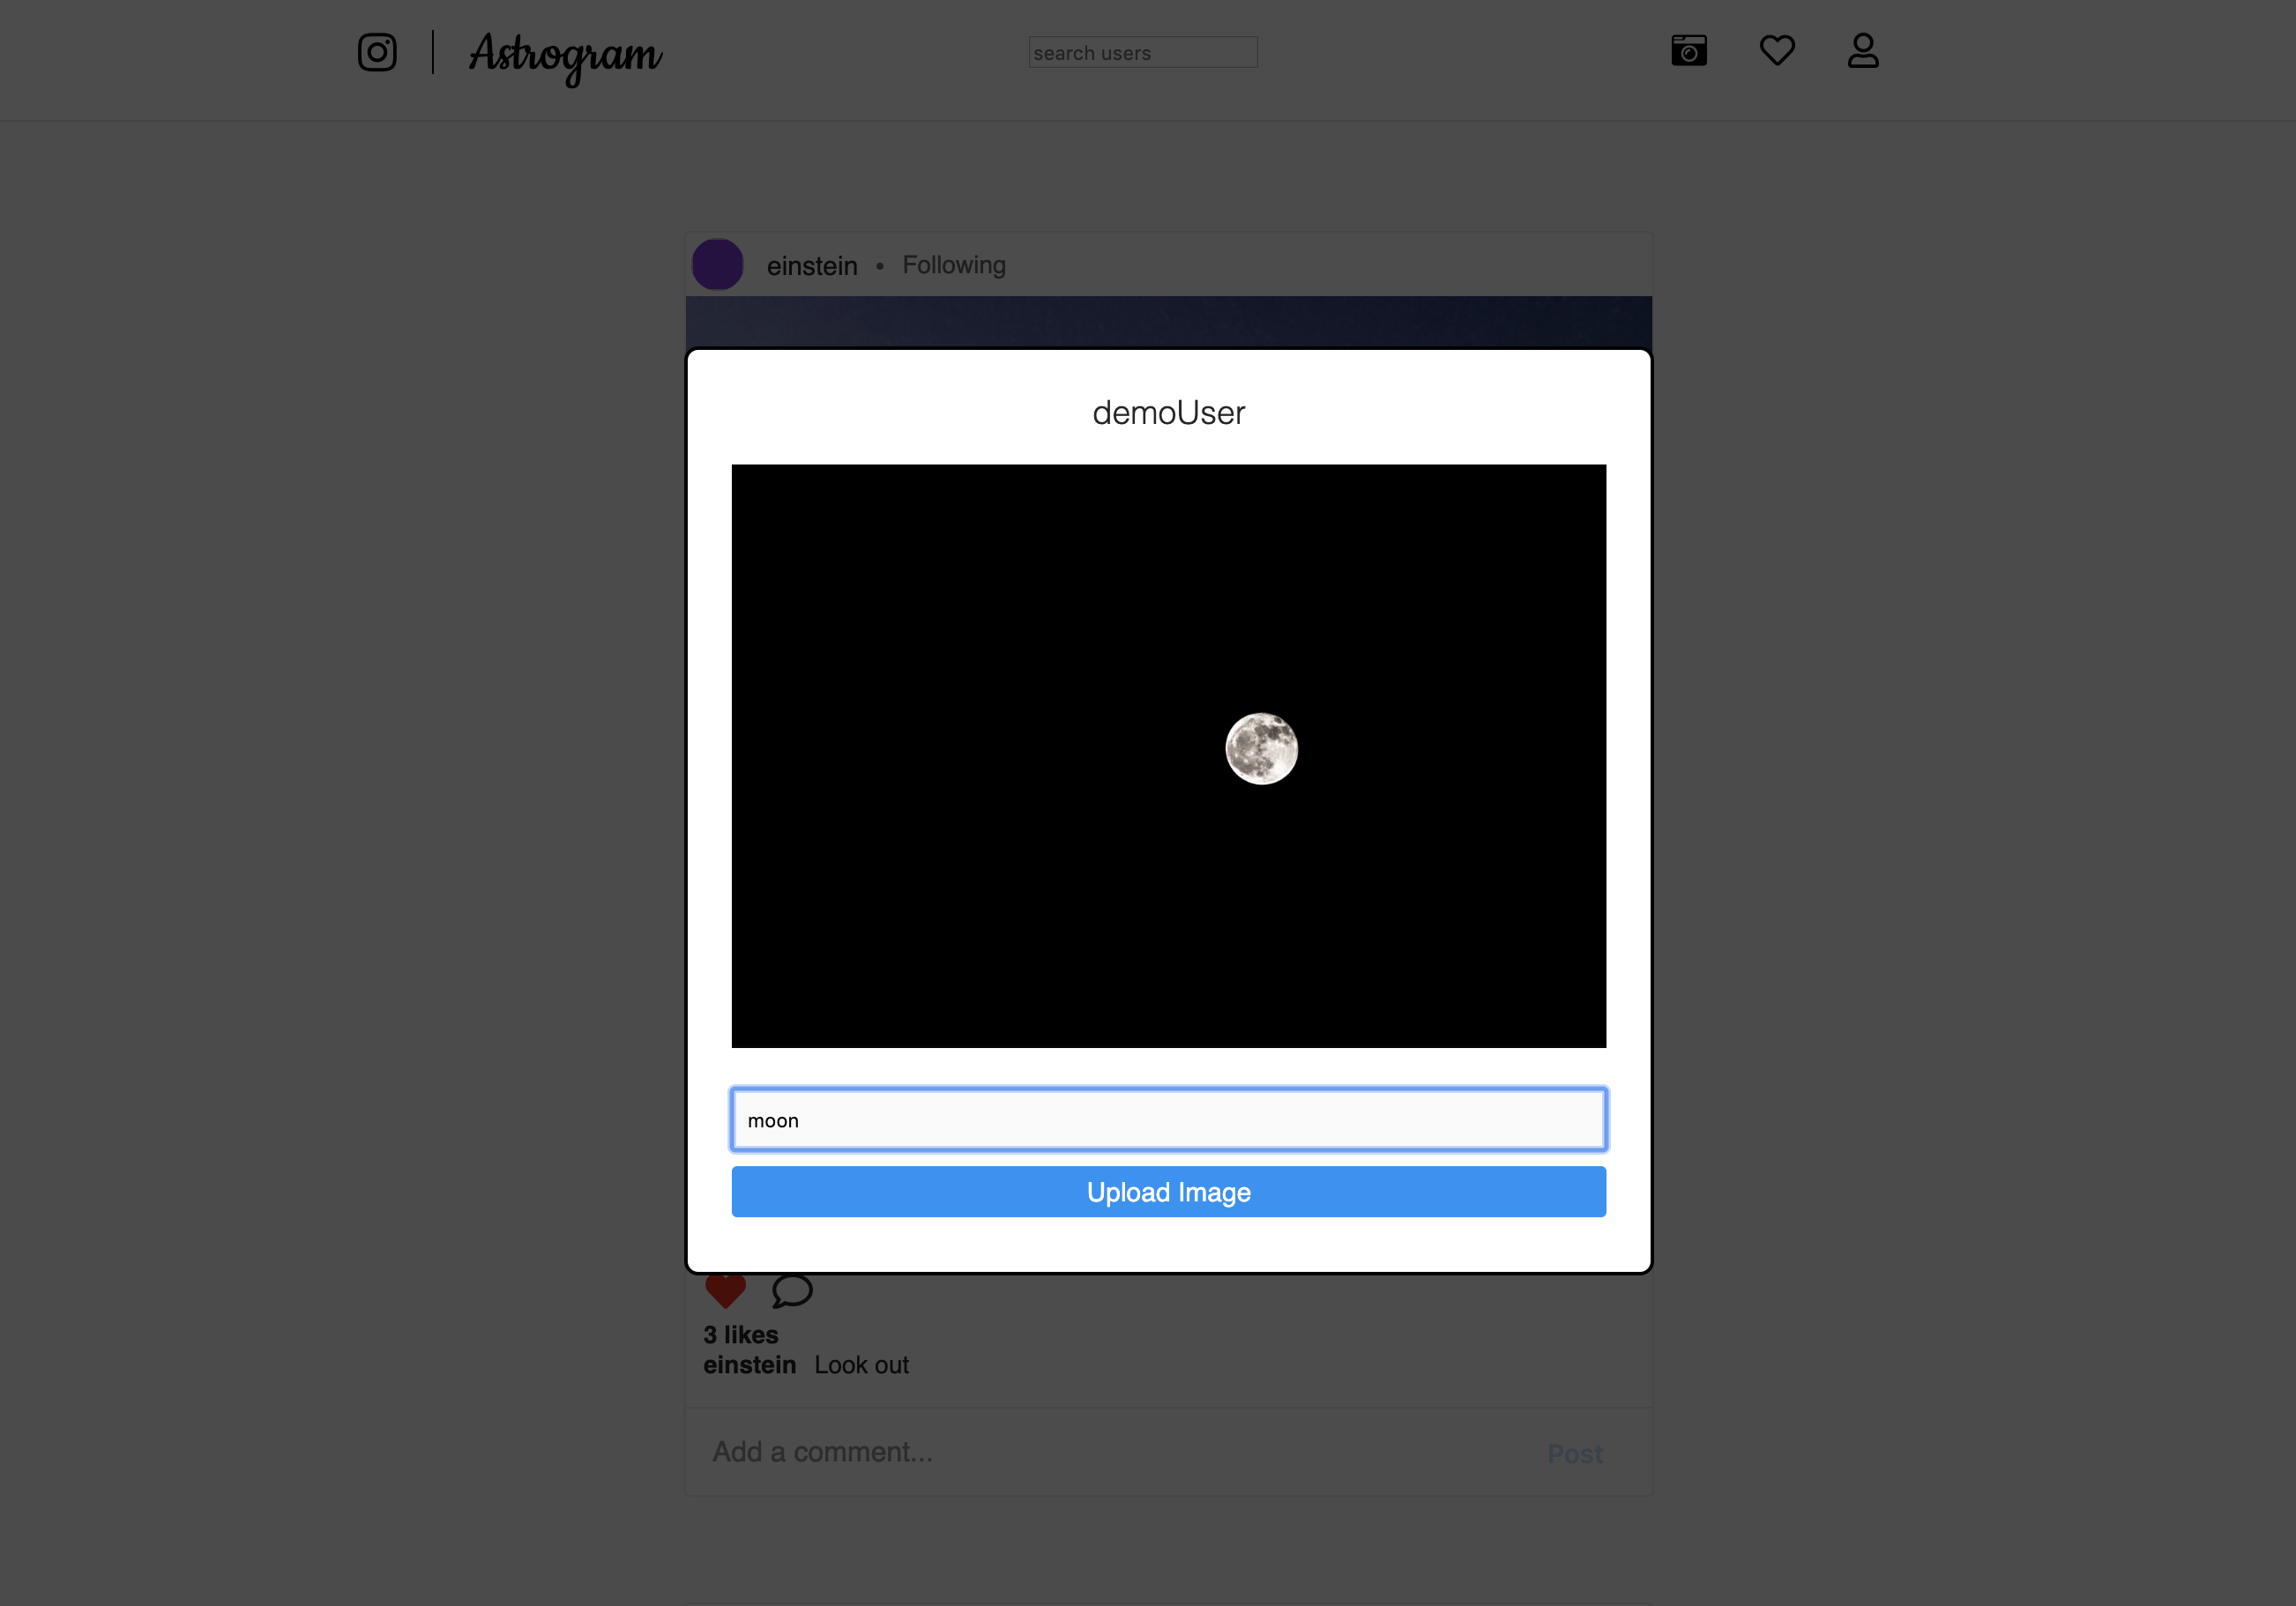 Astrogram
search users
einstein • Following
demoUser
moon
Upload Image
3 likes
einstein Look out
Add a comment...
Post